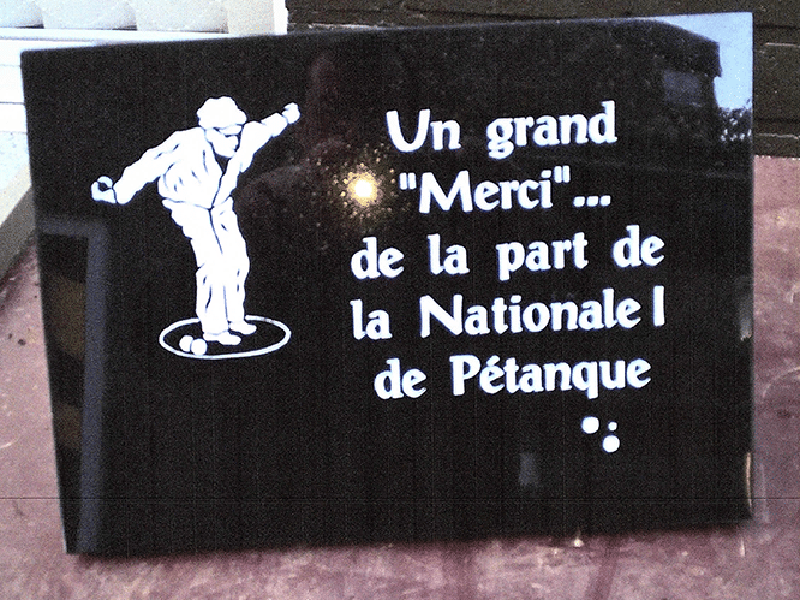 Un grand
"Merci"...
de la part de
la Nationale I
de Pétanque